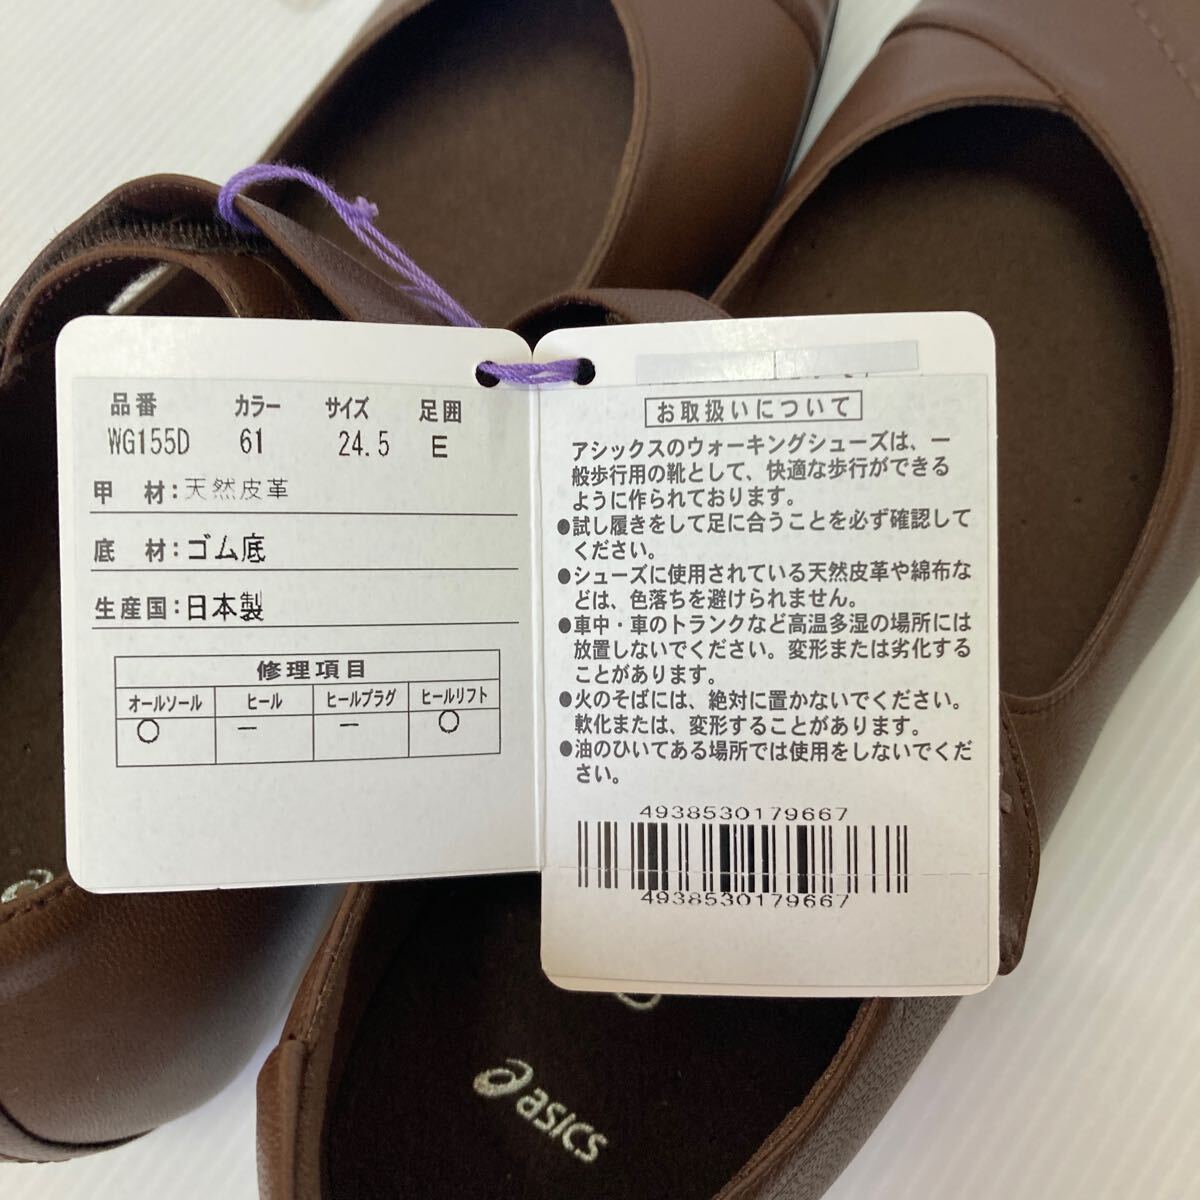 品番 カラー サイズ 足囲
WG155D 61 24.5 E
甲 材:天然皮革
底 材:ゴム底
生産国:日本製
修理項目
オールソール ヒール ヒールプラグ ヒールリフト
○ － － ○
お取扱いについて
アシックスのウォーキングシューズは、一
般歩行用の靴として、快適な歩行ができる
ように作られております。
●試し履きをして足に合うことを必ず確認して
ください。
●シューズに使用されている天然皮革や綿布な
どは、色落ちを避けられません。
●車中・車のトランクなど高温多湿の場所には
放置しないでください。変形または劣化する
ことがあります。
●火のそばには、絶対に置かないでください。
軟化または、変形することがあります。
●油のひいてある場所では使用をしないでくだ
さい。
4938530179667
4938530179667
asics